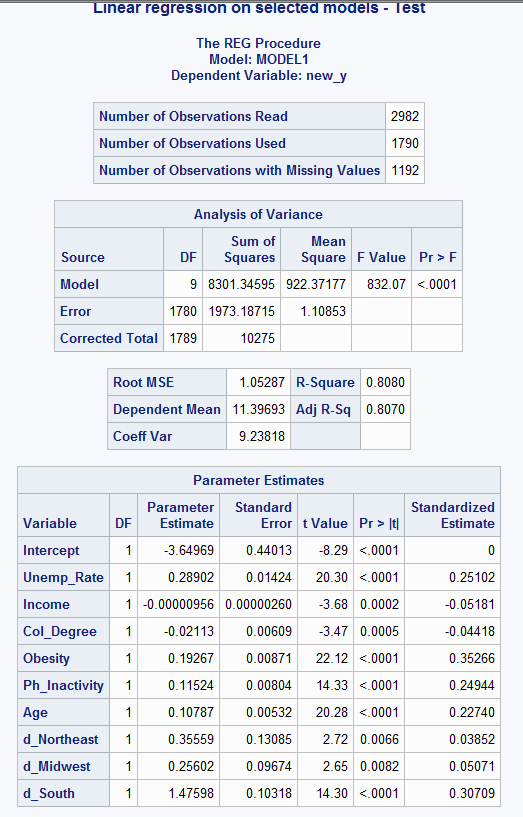 Linear regression on selected models - Test
The REG Procedure
Model: MODEL1
Dependent Variable: new_y
Number of Observations Read 2982
Number of Observations Used 1790
Number of Observations with Missing Values 1192
Analysis of Variance
Source DF Sum of Squares Mean Square F Value Pr > F
Model 9 8301.34595 922.37177 832.07 <.0001
Error 1780 1973.18715 1.10853
Corrected Total 1789 10275
Root MSE 1.05287 R-Square 0.8080
Dependent Mean 11.39693 Adj R-Sq 0.8070
Coeff Var 9.23818
Parameter Estimates
Variable DF Parameter Estimate Standard Error t Value Pr > |t| Standardized Estimate
Intercept 1 -3.64969 0.44013 -8.29 <.0001 0
Unemp_Rate 1 0.28902 0.01424 20.30 <.0001 0.25102
Income 1 -0.00000956 0.00000260 -3.68 0.0002 -0.05181
Col_Degree 1 -0.02113 0.00609 -3.47 0.0005 -0.04418
Obesity 1 0.19267 0.00871 22.12 <.0001 0.35266
Ph_Inactivity 1 0.11524 0.00804 14.33 <.0001 0.24944
Age 1 0.10787 0.00532 20.28 <.0001 0.22740
d_Northeast 1 0.35559 0.13085 2.72 0.0066 0.03852
d_Midwest 1 0.25602 0.09674 2.65 0.0082 0.05071
d_South 1 1.47598 0.10318 14.30 <.0001 0.30709